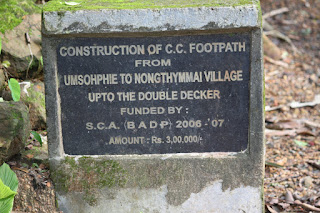 CONSTRUCTION OF C.C. FOOTPATH
FROM
UMSOHPHIE TO NONGTHYMMAI VILLAGE
UPTO THE DOUBLE DECKER
FUNDED BY :
S.C.A. (B A D P) 2006-'07
AMOUNT : Rs. 3,00,000/-